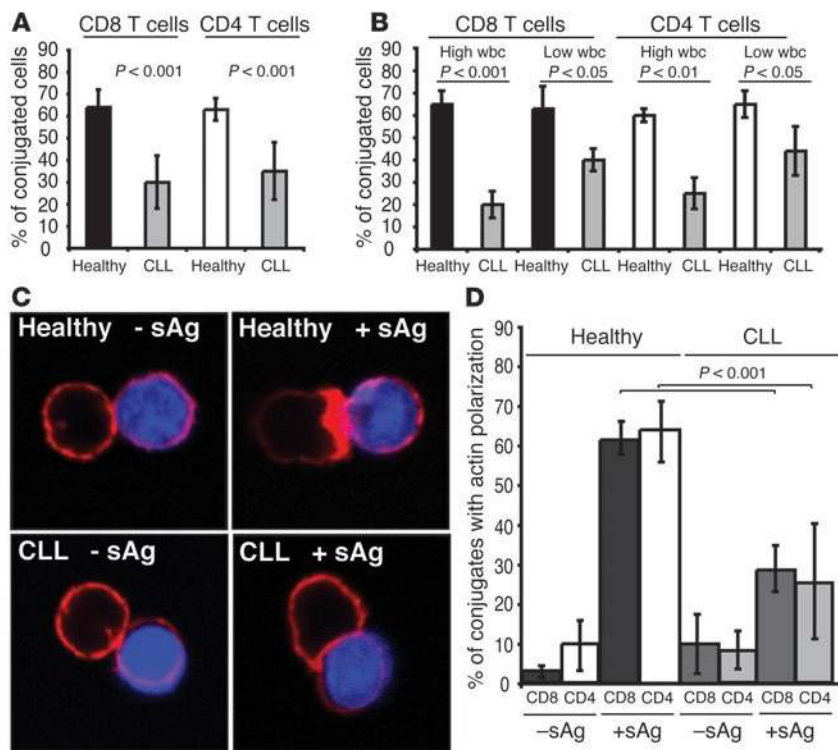 A
CD8 T cells CD4 T cells
P < 0.001 P < 0.001
% of conjugated cells
90
80
70
60
50
40
30
20
10
0
Healthy CLL Healthy CLL
B
CD8 T cells CD4 T cells
High wbc Low wbc High wbc Low wbc
P < 0.001 P < 0.05 P < 0.01 P < 0.05
% of conjugated cells
90
80
70
60
50
40
30
20
10
0
Healthy CLL Healthy CLL Healthy CLL Healthy CLL
C
Healthy - sAg
Healthy + sAg
CLL - sAg
CLL + sAg
D
Healthy CLL
P < 0.001
% of conjugates with actin polarization
90
80
70
60
50
40
30
20
10
0
CD8 CD4 CD8 CD4 CD8 CD4 CD8 CD4
–sAg +sAg –sAg +sAg